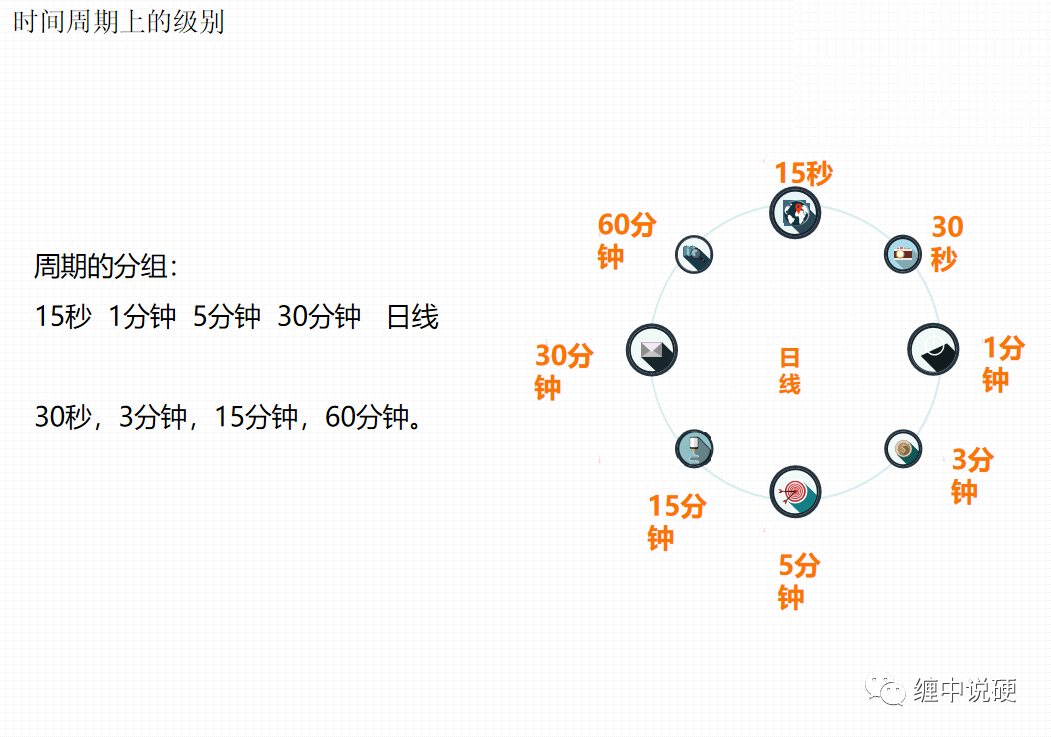 时间周期上的级别
周期的分组：
15秒 1分钟 5分钟 30分钟 日线
30秒，3分钟，15分钟，60分钟。
15秒
30
秒
1分
钟
3分
钟
5分
钟
15分
钟
30分
钟
60分
钟
日
线
缠中说硬